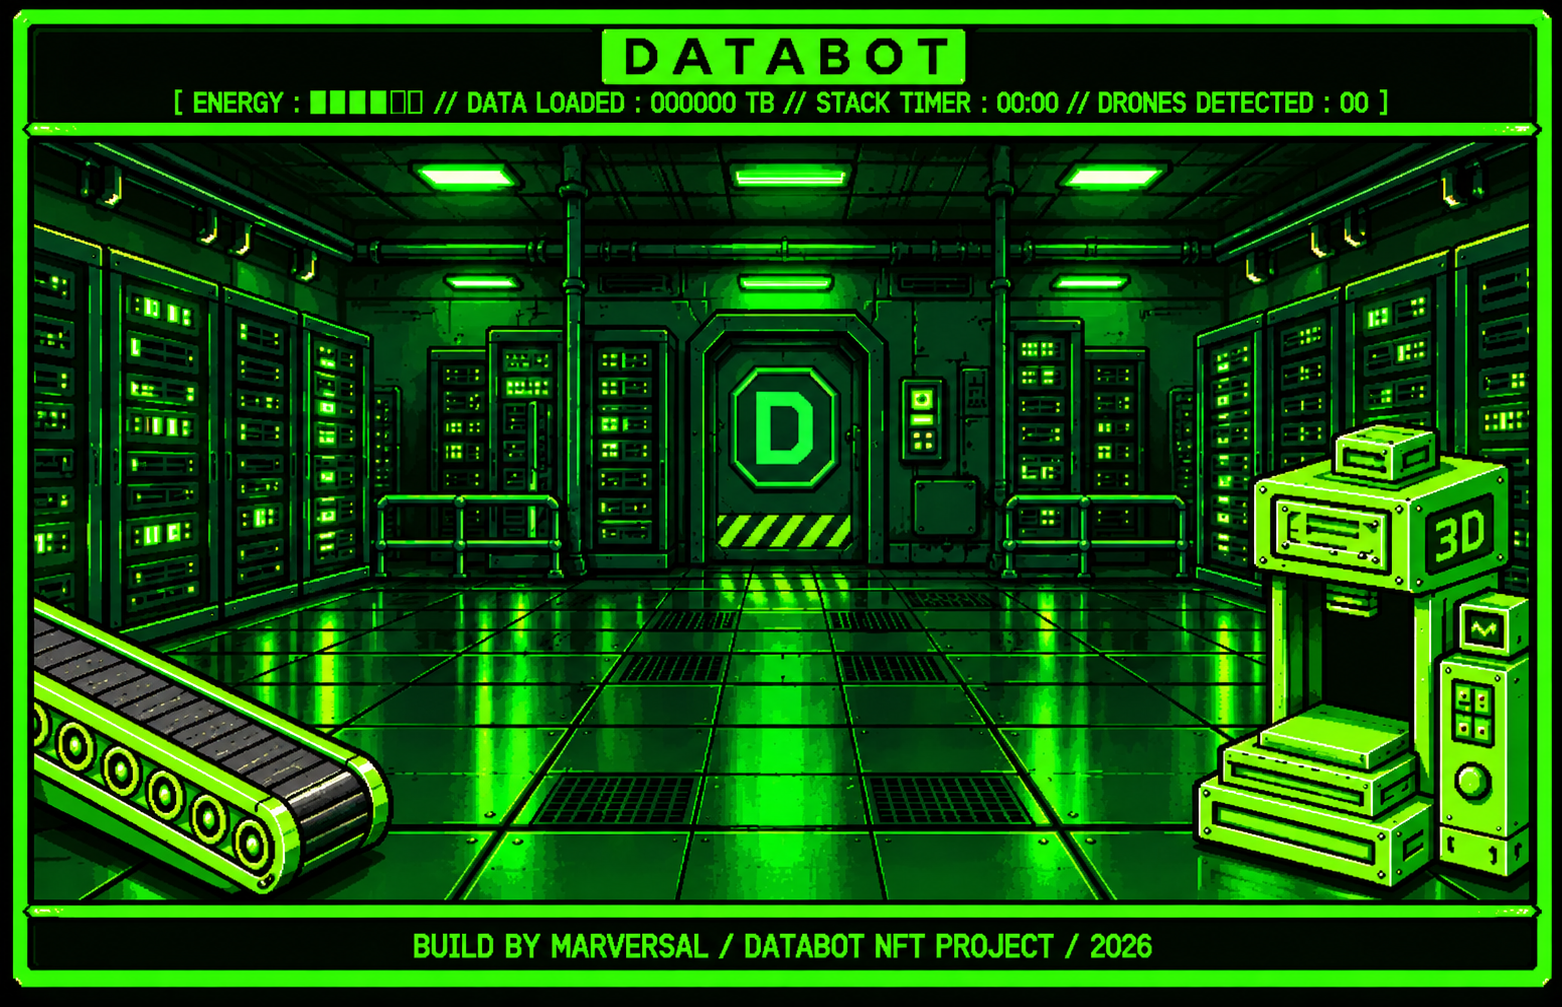 DATABOT
[ ENERGY : ■■■■□□ // DATA LOADED : 000000 TB // STACK TIMER : 00:00 // DRONES DETECTED : 00 ]
D
3D
BUILD BY MARVERSAL / DATABOT NFT PROJECT / 2026